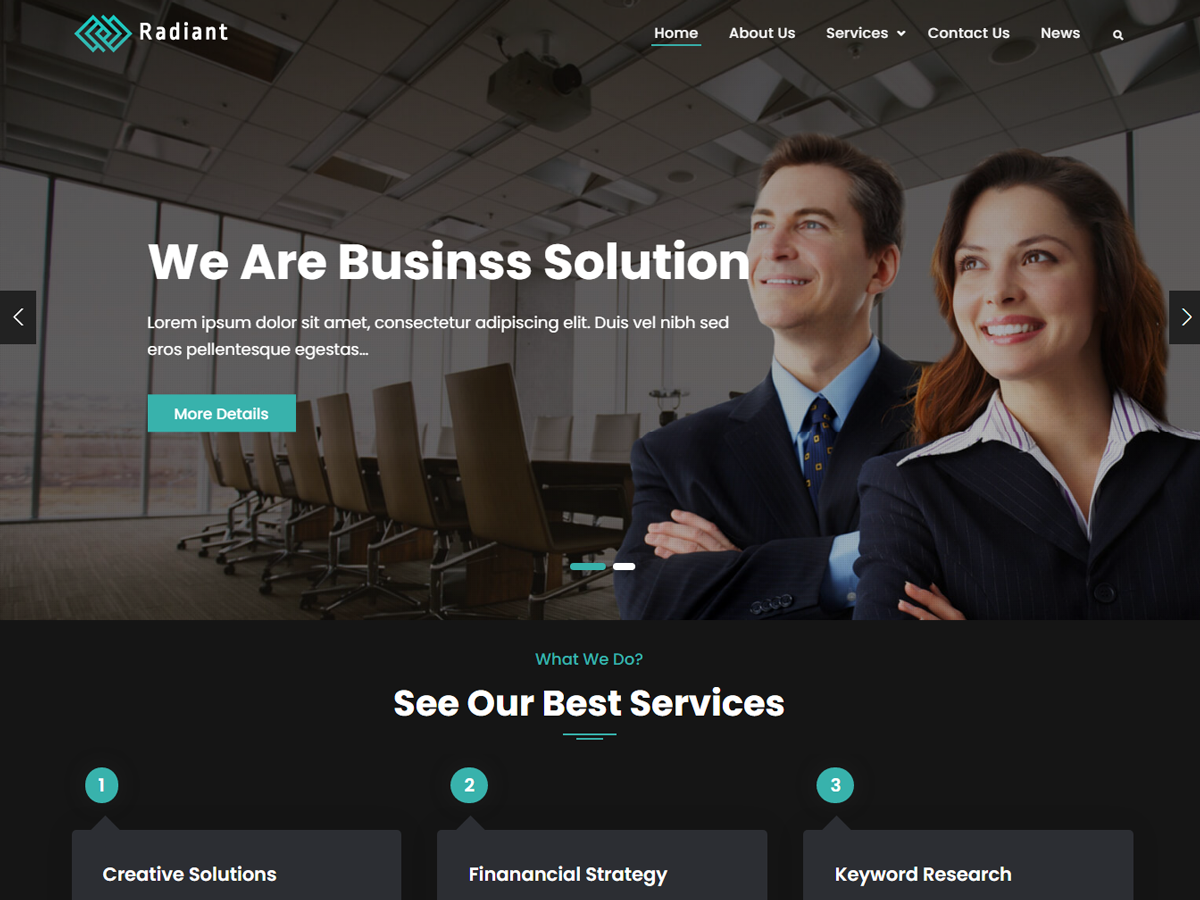 Radiant
Home About Us Services Contact Us News
We Are Businss Solution
Lorem ipsum dolor sit amet, consectetur adipiscing elit. Duis vel nibh sed
eros pellentesque egestas...
More Details
What We Do?
See Our Best Services
1 2 3
Creative Solutions Finanancial Strategy Keyword Research